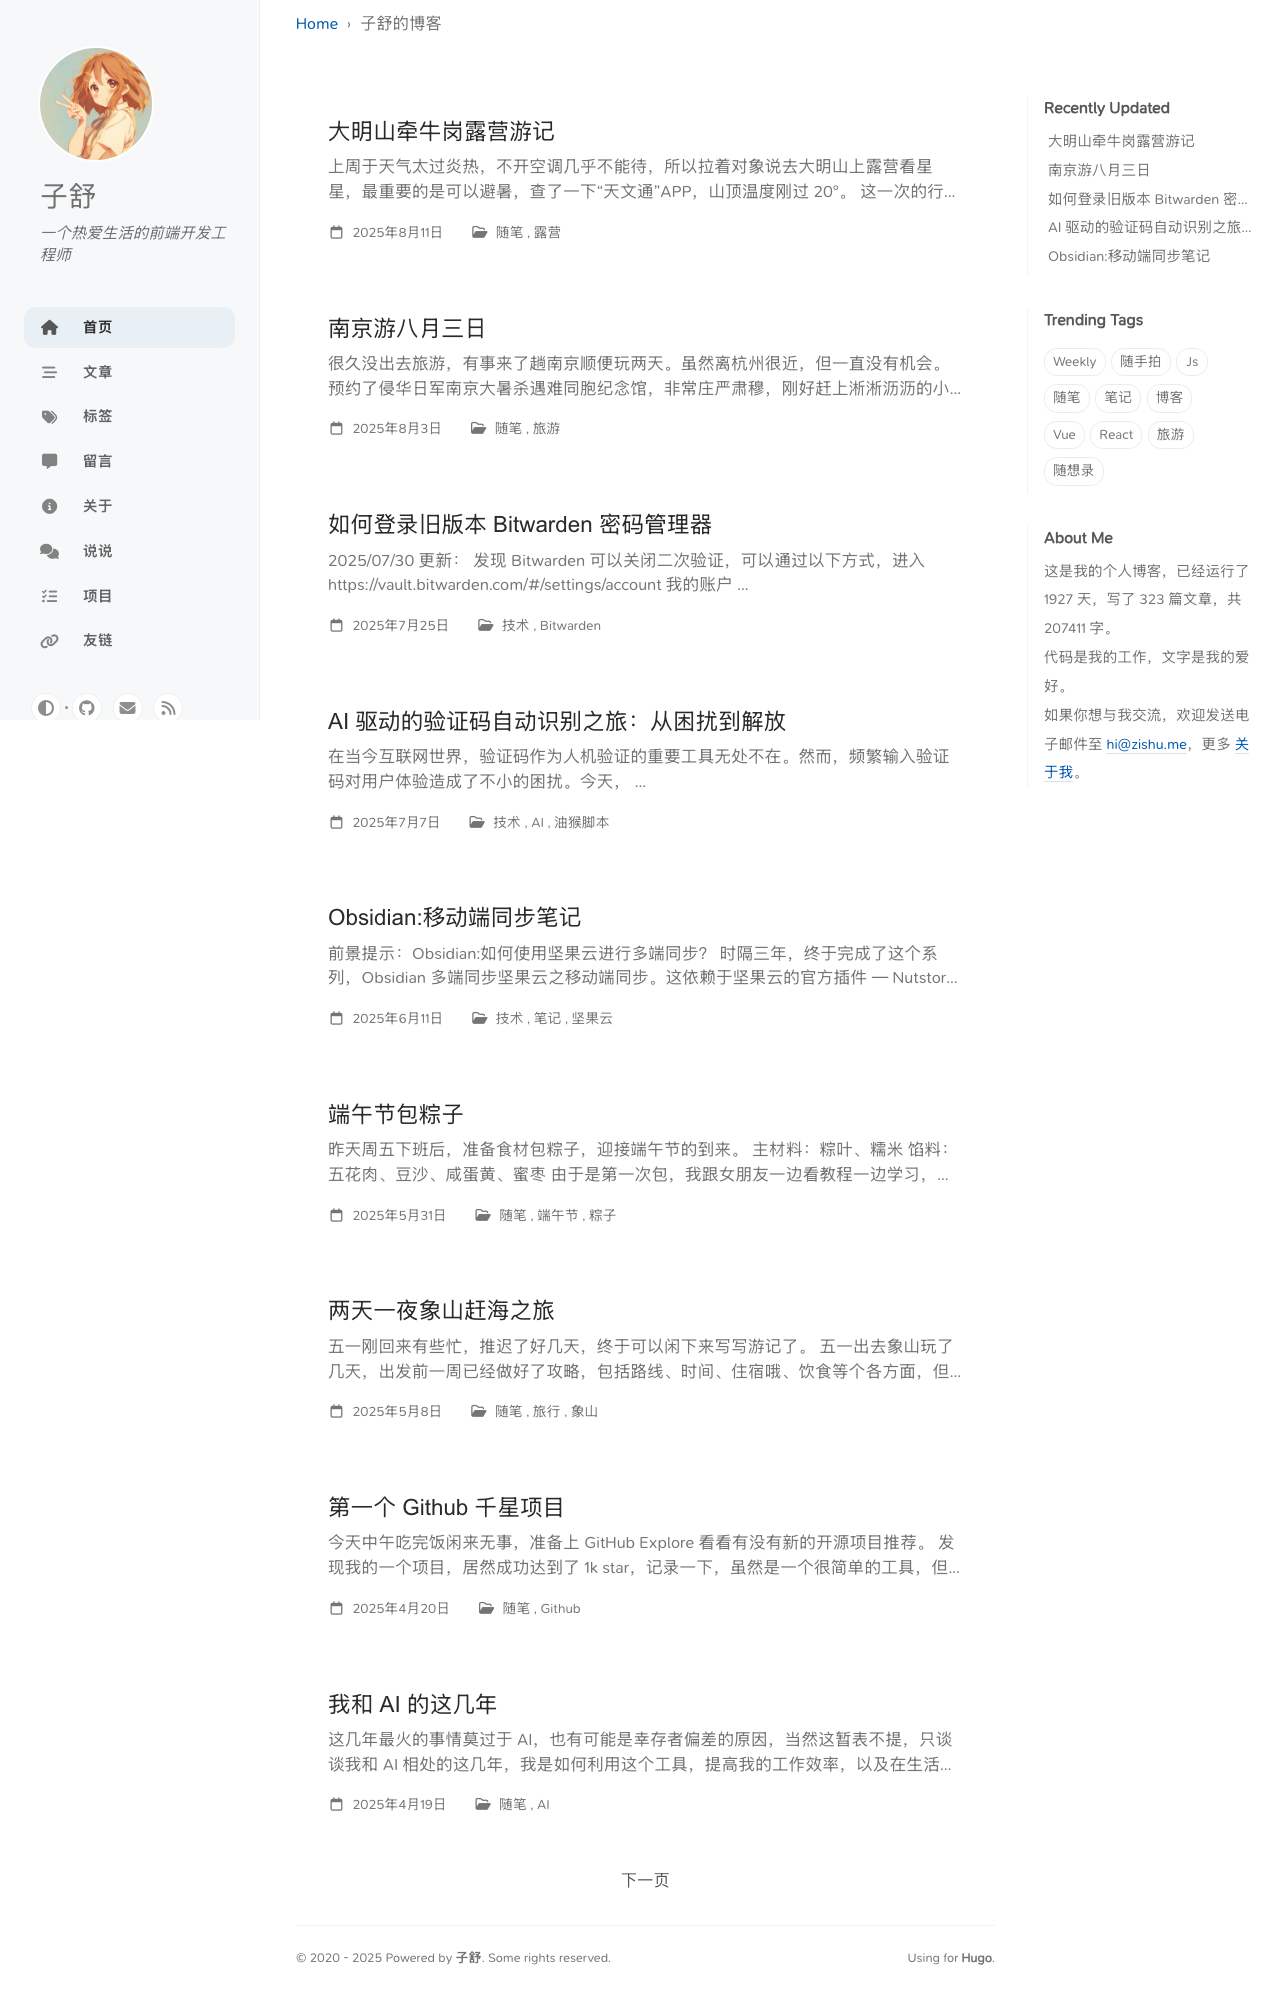 子舒
一个热爱生活的前端开发工
程师
首页
文章
标签
留言
关于
说说
项目
友链
Home › 子舒的博客
大明山牵牛岗露营游记
上周于天气太过炎热，不开空调几乎不能待，所以拉着对象说去大明山上露营看星
星，最重要的是可以避暑，查了一下“天文通”APP，山顶温度刚过 20°。 这一次的行...
2025年8月11日 随笔 , 露营
南京游八月三日
很久没出去旅游，有事来了趟南京顺便玩两天。虽然离杭州很近，但一直没有机会。
预约了侵华日军南京大暑杀遇难同胞纪念馆，非常庄严肃穆，刚好赶上淅淅沥沥的小...
2025年8月3日 随笔 , 旅游
如何登录旧版本 Bitwarden 密码管理器
2025/07/30 更新： 发现 Bitwarden 可以关闭二次验证，可以通过以下方式，进入
https://vault.bitwarden.com/#/settings/account 我的账户 ...
2025年7月25日 技术 , Bitwarden
AI 驱动的验证码自动识别之旅：从困扰到解放
在当今互联网世界，验证码作为人机验证的重要工具无处不在。然而，频繁输入验证
码对用户体验造成了不小的困扰。今天， ...
2025年7月7日 技术 , AI , 油猴脚本
Obsidian:移动端同步笔记
前景提示：Obsidian:如何使用坚果云进行多端同步？ 时隔三年，终于完成了这个系
列，Obsidian 多端同步坚果云之移动端同步。这依赖于坚果云的官方插件 — Nutstor...
2025年6月11日 技术 , 笔记 , 坚果云
端午节包粽子
昨天周五下班后，准备食材包粽子，迎接端午节的到来。 主材料：粽叶、糯米 馅料：
五花肉、豆沙、咸蛋黄、蜜枣 由于是第一次包，我跟女朋友一边看教程一边学习，...
2025年5月31日 随笔 , 端午节 , 粽子
两天一夜象山赶海之旅
五一刚回来有些忙，推迟了好几天，终于可以闲下来写写游记了。 五一出去象山玩了
几天，出发前一周已经做好了攻略，包括路线、时间、住宿哦、饮食等个各方面，但...
2025年5月8日 随笔 , 旅行 , 象山
第一个 Github 千星项目
今天中午吃完饭闲来无事，准备上 GitHub Explore 看看有没有新的开源项目推荐。 发
现我的一个项目，居然成功达到了 1k star，记录一下，虽然是一个很简单的工具，但...
2025年4月20日 随笔 , Github
我和 AI 的这几年
这几年最火的事情莫过于 AI，也有可能是幸存者偏差的原因，当然这暂表不提，只谈
谈我和 AI 相处的这几年，我是如何利用这个工具，提高我的工作效率，以及在生活...
2025年4月19日 随笔 , AI
下一页
© 2020 - 2025 Powered by 子舒. Some rights reserved.
Using for Hugo.
Recently Updated
大明山牵牛岗露营游记
南京游八月三日
如何登录旧版本 Bitwarden 密...
AI 驱动的验证码自动识别之旅...
Obsidian:移动端同步笔记
Trending Tags
Weekly 随手拍 Js
随笔 笔记 博客
Vue React 旅游
随想录
About Me
这是我的个人博客，已经运行了
1927 天，写了 323 篇文章，共
207411 字。
代码是我的工作，文字是我的爱
好。
如果你想与我交流，欢迎发送电
子邮件至 hi@zishu.me，更多 关
于我。